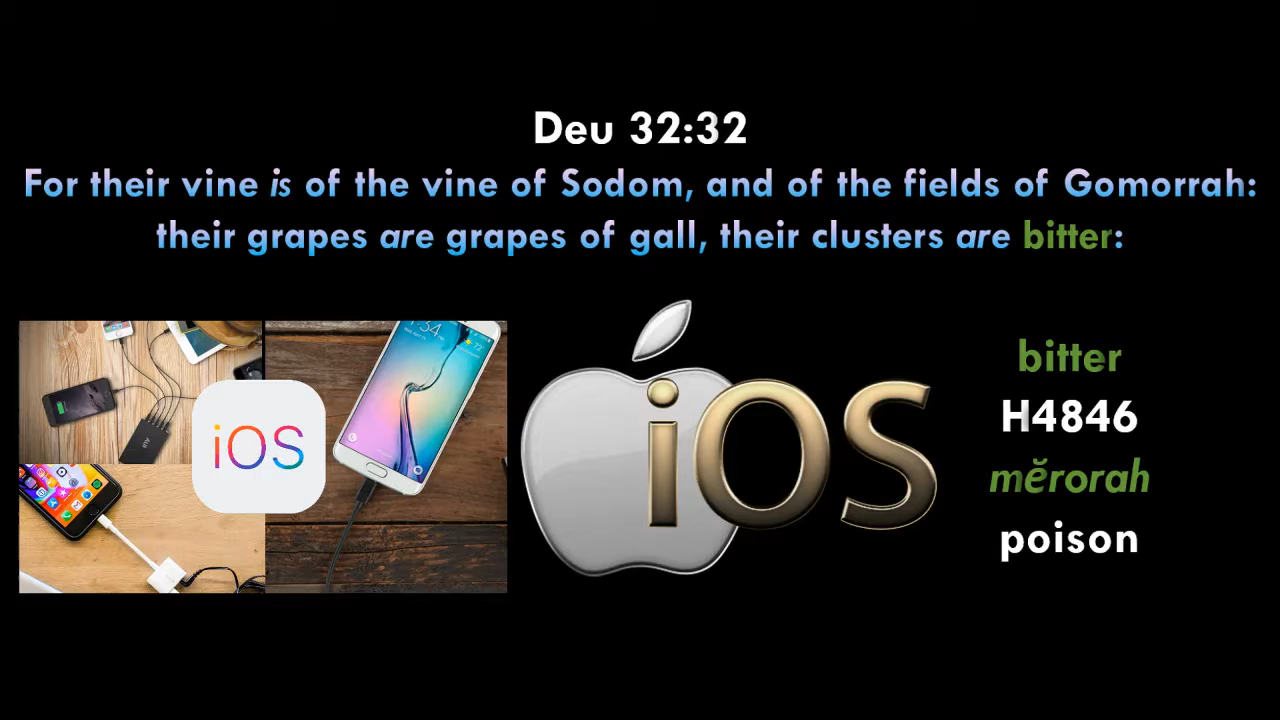 Deu 32:32
For their vine is of the vine of Sodom, and of the fields of Gomorrah:
their grapes are grapes of gall, their clusters are bitter:
iOS
iOS
bitter
H4846
mĕrorah
poison